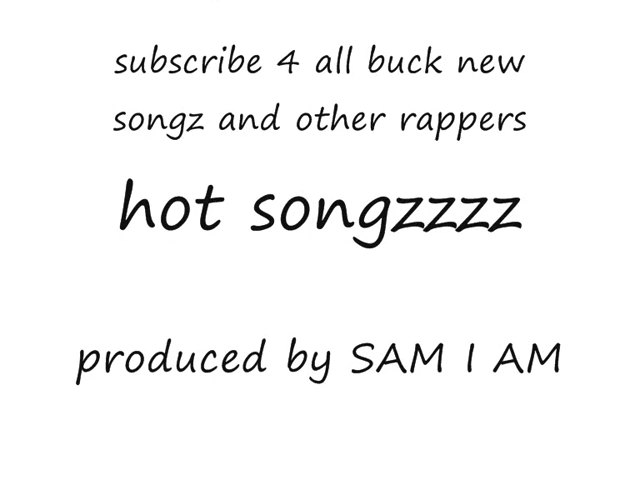 subscribe 4 all buck new
songz and other rappers
hot songzzzz
produced by SAM I AM